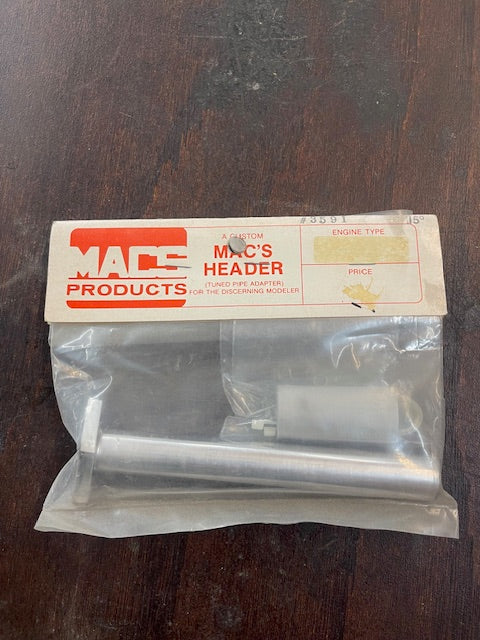 #3591 15°
MACS
PRODUCTS
A CUSTOM
MAC'S
HEADER
(TUNED PIPE ADAPTER)
FOR THE DISCERNING MODELER
ENGINE TYPE
PRICE